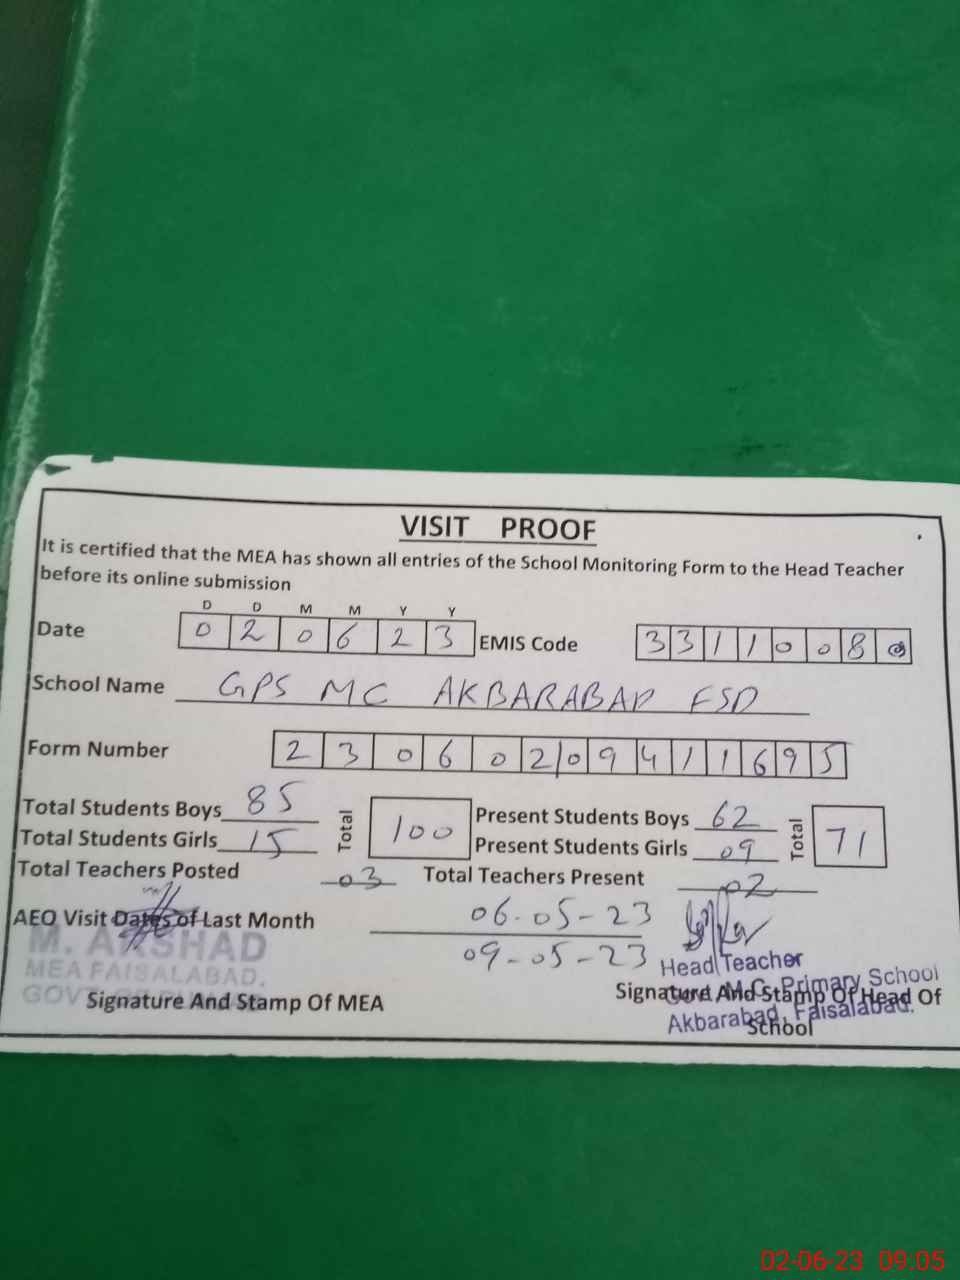 VISIT PROOF
It is certified that the MEA has shown all entries of the School Monitoring Form to the Head Teacher
before its online submission
D D M M Y Y
Date 0 2 0 6 2 3 EMIS Code 3 3 1 1 0 0 8
School Name GPS MC AKBARABAD FSD
Form Number 2 3 0 6 0 2 0 9 4 1 1 6 9 5
Total Students Boys 85 Total 100 Present Students Boys 62 Total 71
Total Students Girls 15 Present Students Girls 09
Total Teachers Posted 03 Total Teachers Present 02
AEO Visit Dates of Last Month 06-05-23
09-05-23
M. ARSHAD
MEA FAISALABAD.
GOVT
Signature And Stamp Of MEA
Head Teacher
Govt. M.C. Primary School
Akbarabad, Faisalabad.
Signature And Stamp Of Head Of
School
02-06-23 09:05